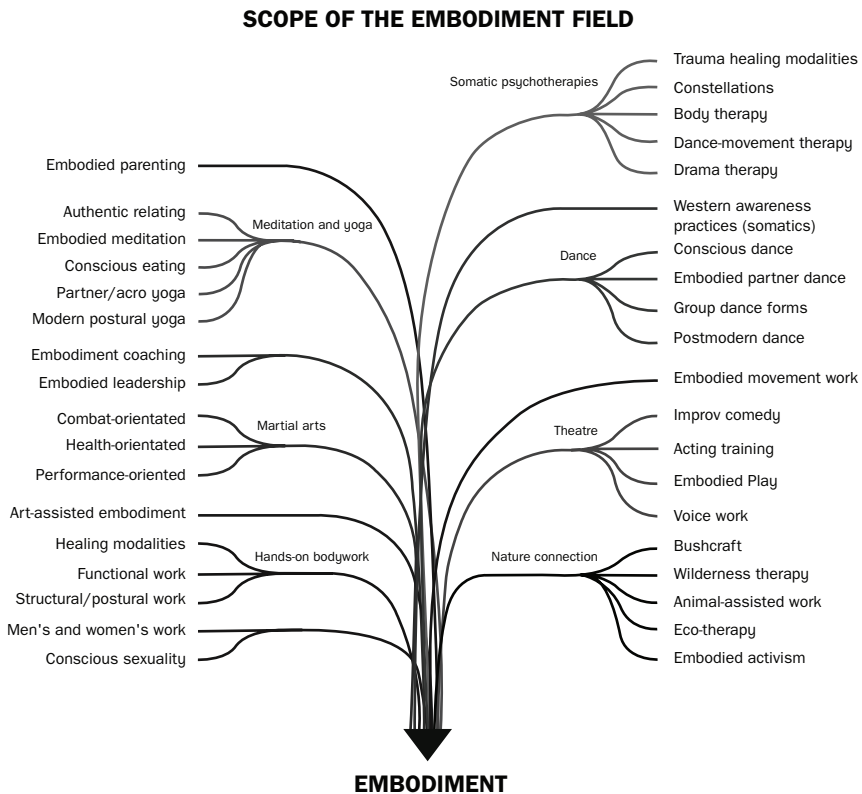 SCOPE OF THE EMBODIMENT FIELD
Embodied parenting
Meditation and yoga
Authentic relating
Embodied meditation
Conscious eating
Partner/acro yoga
Modern postural yoga
Embodiment coaching
Embodied leadership
Martial arts
Combat-orientated
Health-orientated
Performance-oriented
Art-assisted embodiment
Hands-on bodywork
Healing modalities
Functional work
Structural/postural work
Men's and women's work
Conscious sexuality
Somatic psychotherapies
Trauma healing modalities
Constellations
Body therapy
Dance-movement therapy
Drama therapy
Western awareness
practices (somatics)
Dance
Conscious dance
Embodied partner dance
Group dance forms
Postmodern dance
Embodied movement work
Theatre
Improv comedy
Acting training
Embodied Play
Voice work
Nature connection
Bushcraft
Wilderness therapy
Animal-assisted work
Eco-therapy
Embodied activism
EMBODIMENT